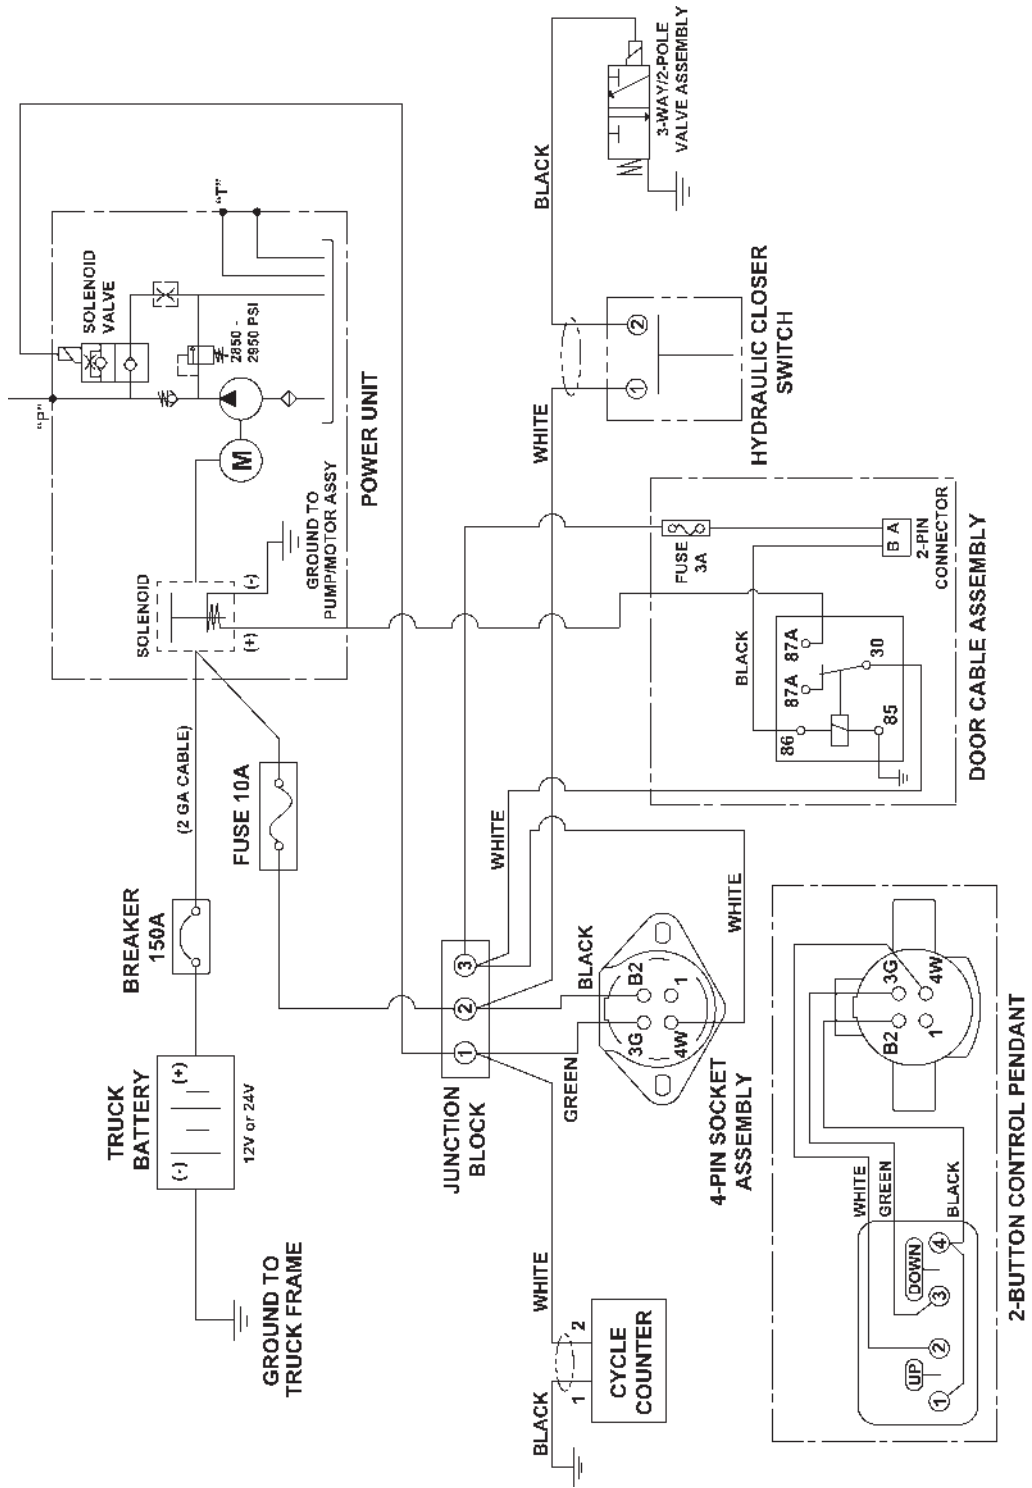 TRUCK
BATTERY
(-)
(+)
12V or 24V
GROUND TO
TRUCK FRAME
BREAKER
150A
(2 GA CABLE)
FUSE 10A
SOLENOID
(+)
(-)
GROUND TO
PUMP/MOTOR ASSY
M
"P"
SOLENOID
VALVE
2850 -
2950 PSI
"T"
POWER UNIT
JUNCTION
BLOCK
1
2
3
GREEN
BLACK
WHITE
WHITE
4-PIN SOCKET
ASSEMBLY
3G
B2
4W
1
BLACK
WHITE
1
2
CYCLE
COUNTER
WHITE
BLACK
1
2
HYDRAULIC CLOSER
SWITCH
3-WAY/2-POLE
VALVE ASSEMBLY
FUSE
3A
B A
2-PIN
CONNECTOR
BLACK
87A
87A
86
30
85
DOOR CABLE ASSEMBLY
WHITE
GREEN
BLACK
UP
DOWN
1
2
3
4
B2
3G
1
4W
2-BUTTON CONTROL PENDANT